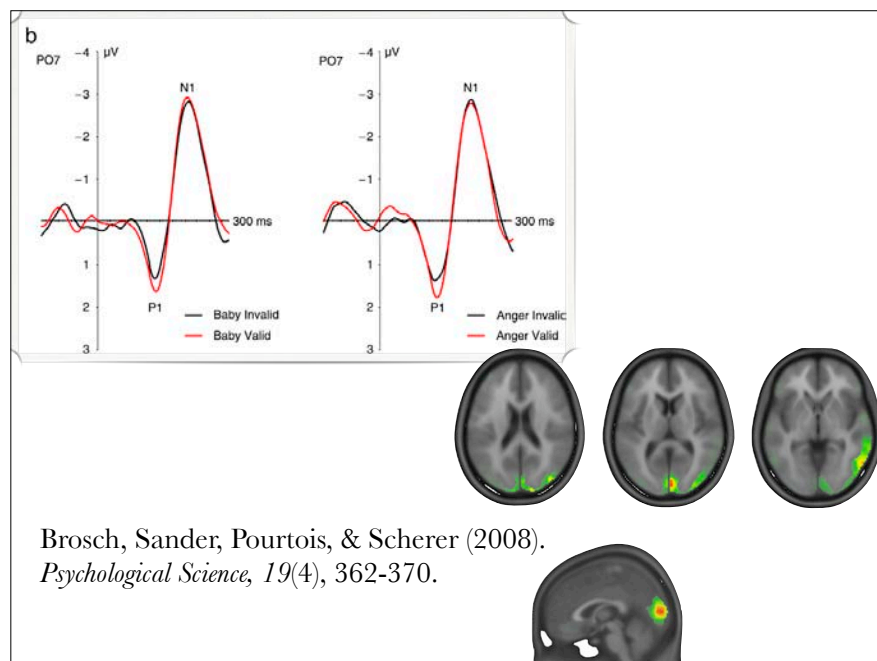 b
PO7
−4
μV
−3
−2
−1
1
2
3
N1
300 ms
P1
Baby Invalid
Baby Valid
PO7
−4
μV
−3
−2
−1
1
2
3
N1
300 ms
P1
Anger Invalic
Anger Valid
Brosch, Sander, Pourtois, & Scherer (2008).
Psychological Science, 19(4), 362-370.